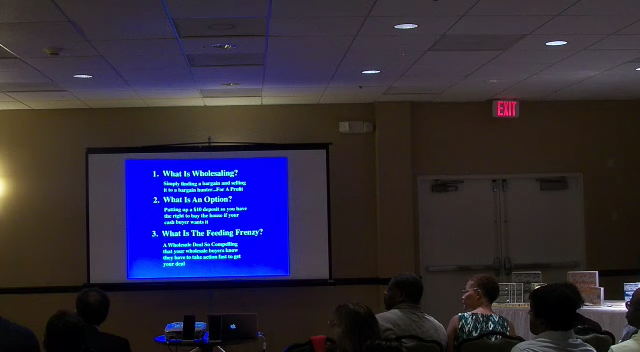 EXIT
1. What Is Wholesaling?
Simply finding a bargain and selling
it to a bargain hunter...For A Profit
2. What Is An Option?
Putting up a $10 deposit so you have
the right to buy the house if your
cash buyer wants it
3. What Is The Feeding Frenzy?
A Wholesale Deal So Compelling
that your wholesale buyers know
they have to take action fast to get
your deal